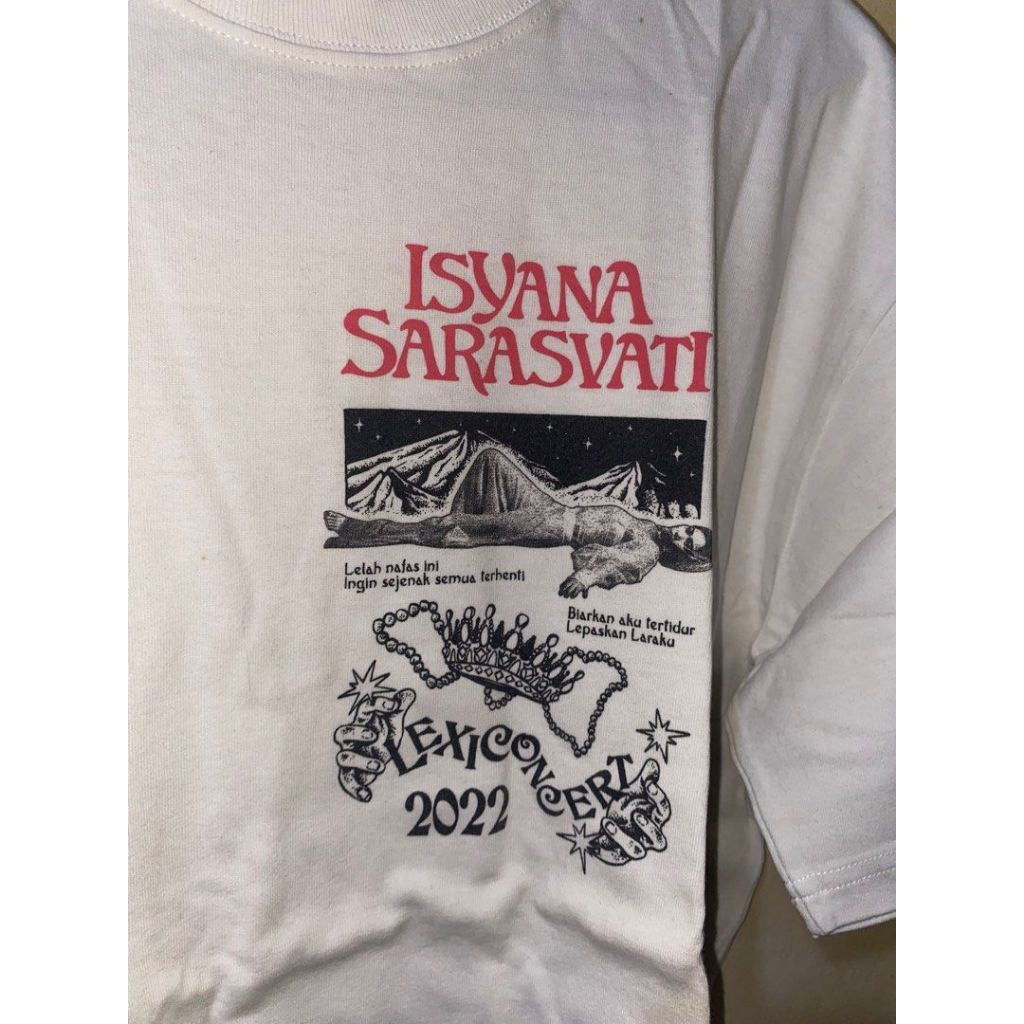 ISYANA
SARASVATI
Lelah nafas ini
Ingin sejenak semua terhenti
Biarkan aku tertidur
Lepaskan Laraku
LEXICONCERT
2022